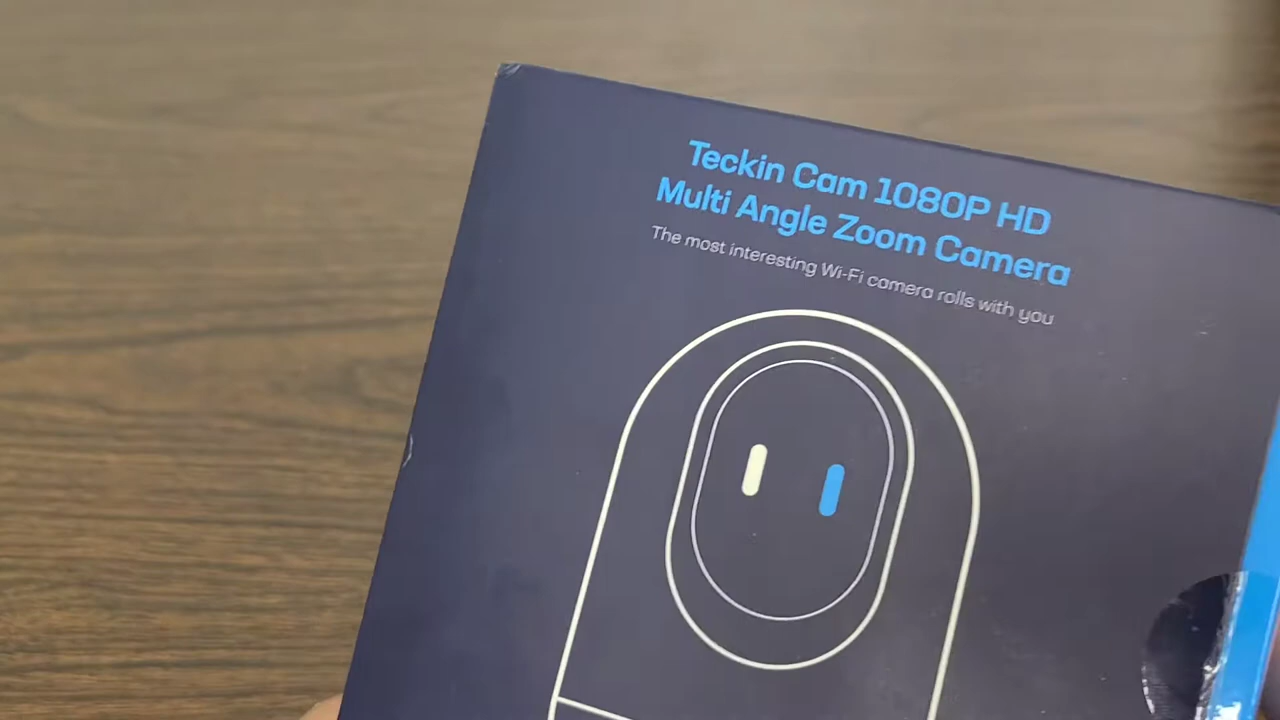 Teckin Cam 1080P HD
Multi Angle Zoom Camera
The most interesting Wi-Fi camera rolls with you